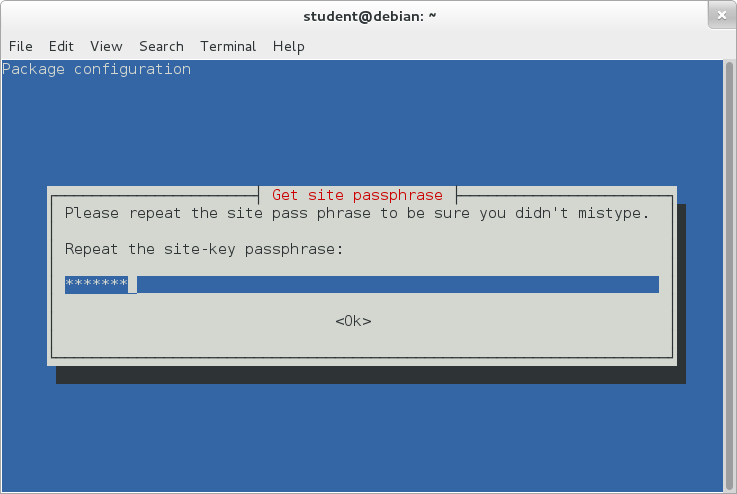 student@debian: ~
File Edit View Search Terminal Help
Package configuration
Get site passphrase
Please repeat the site pass phrase to be sure you didn't mistype.
Repeat the site-key passphrase:
*******_
<Ok>